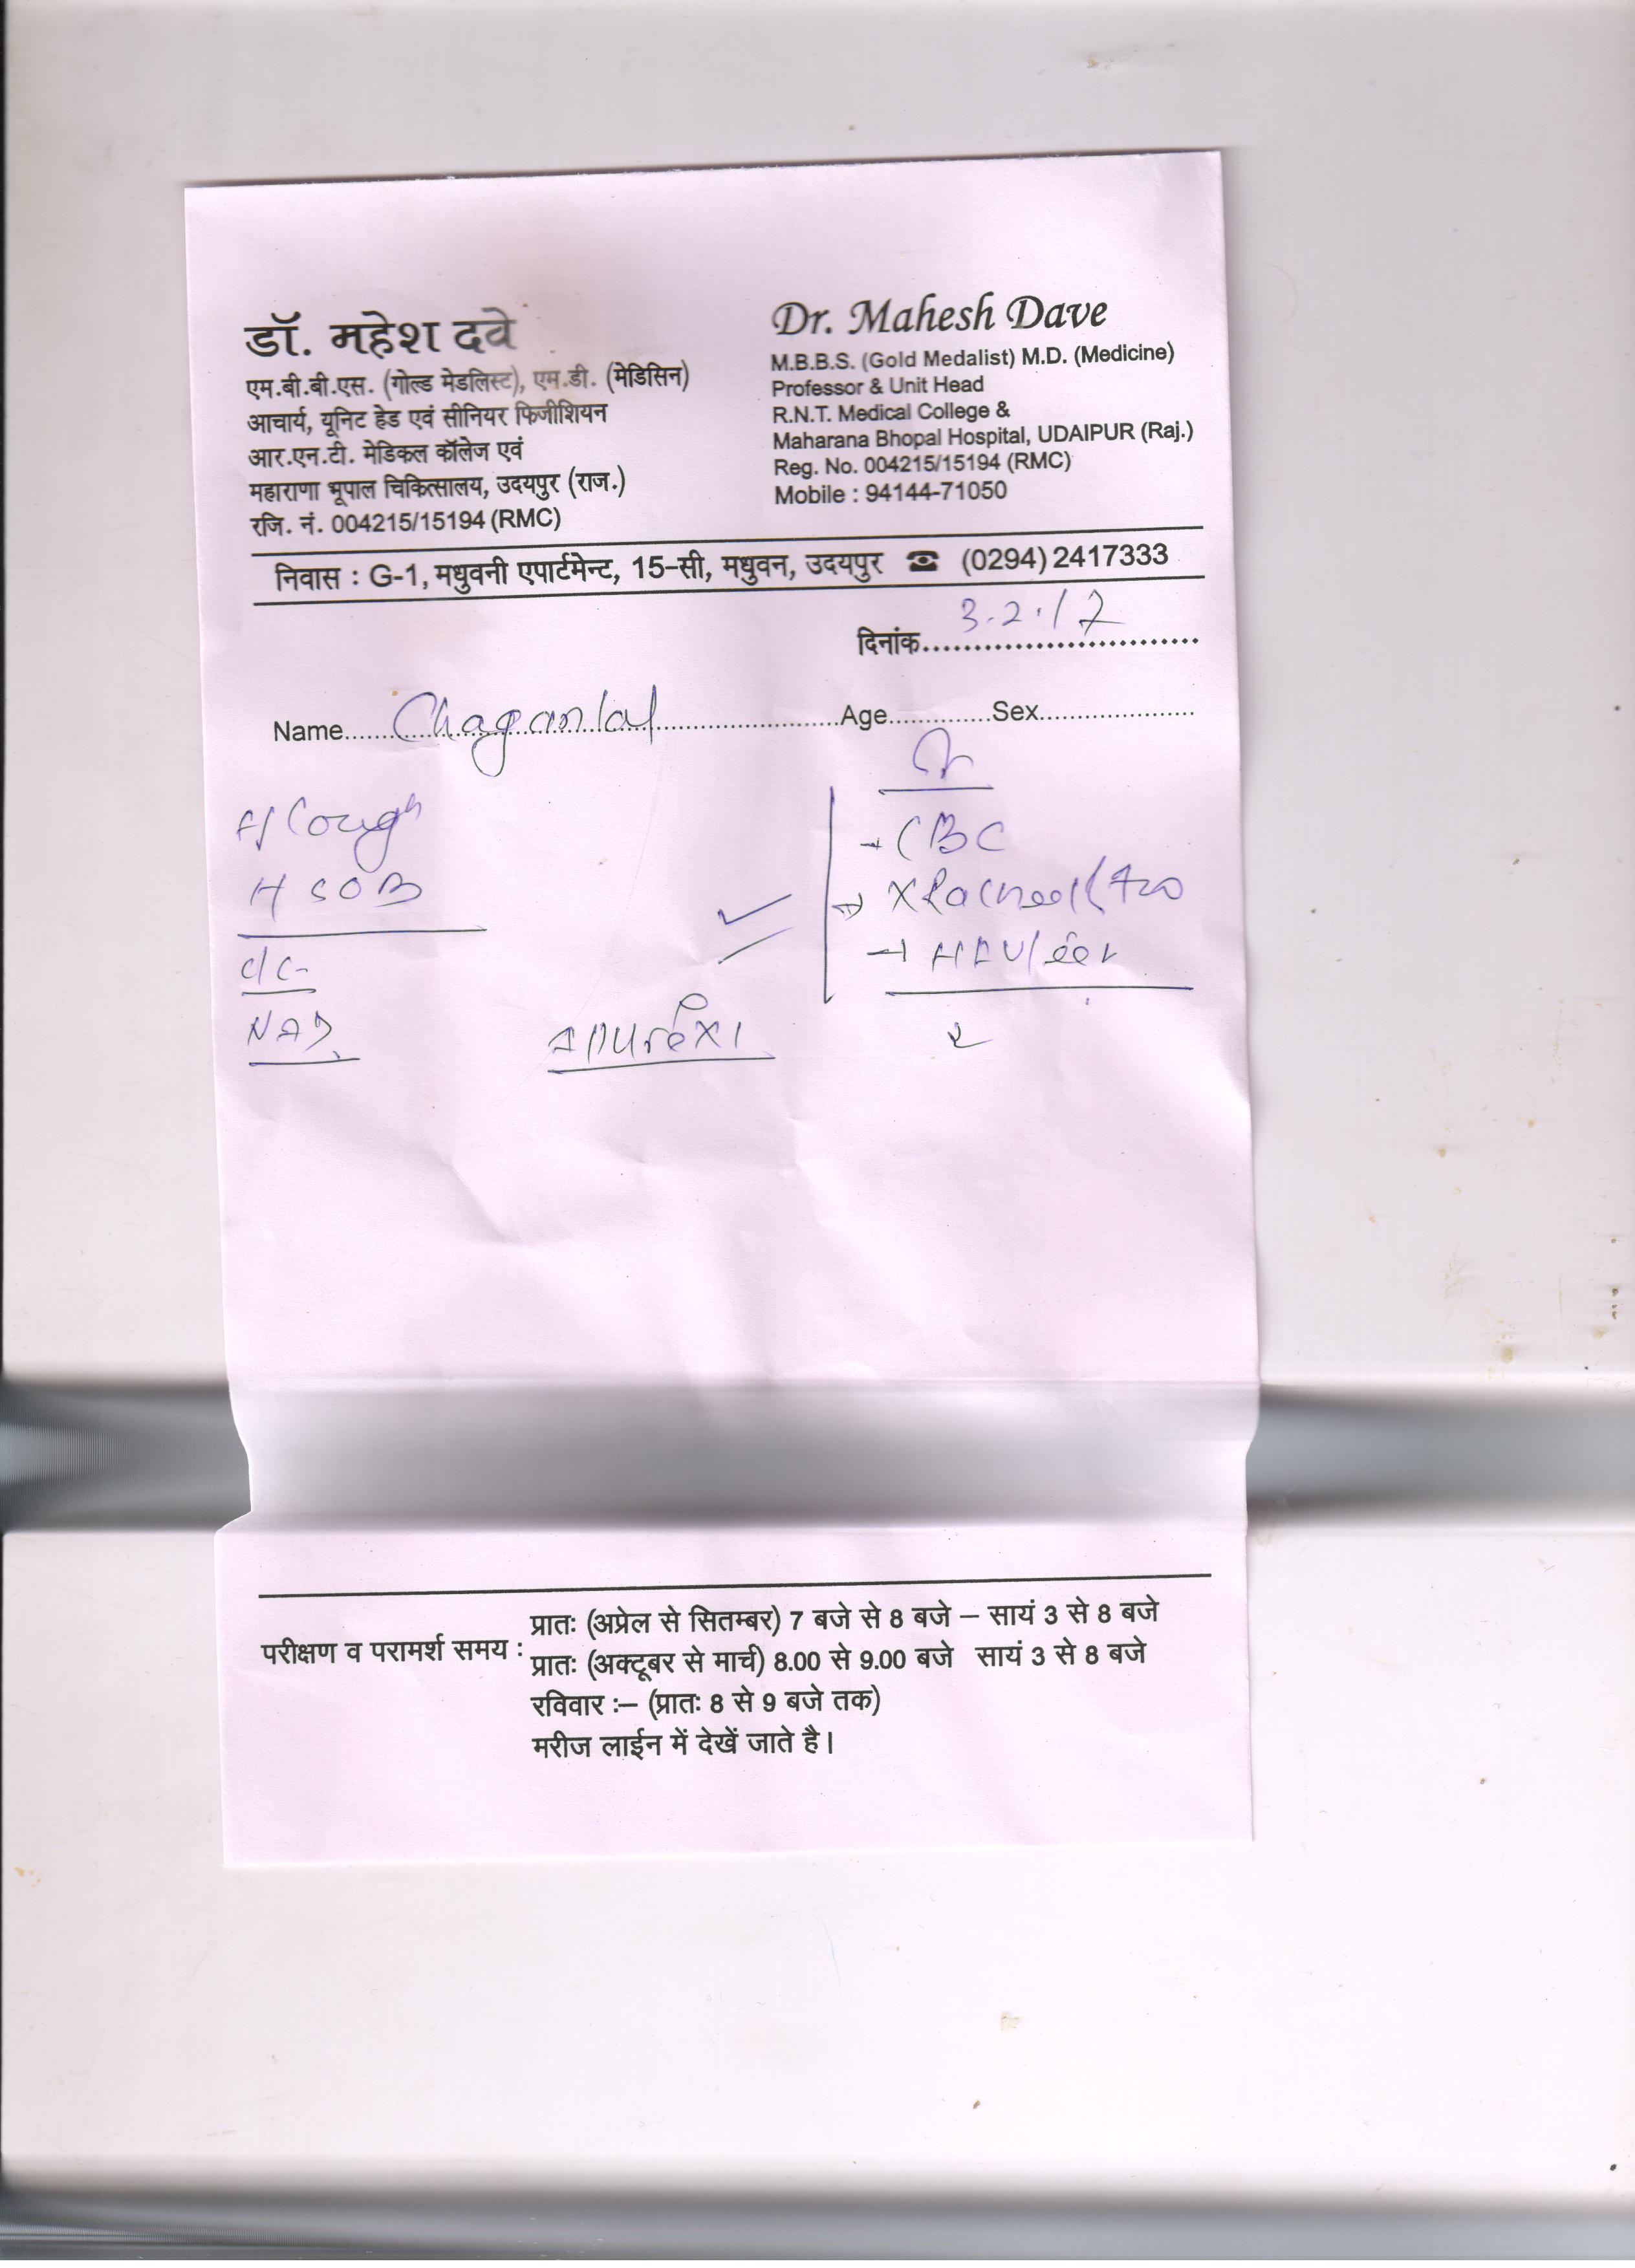 डॉ. महेश दवे
एम.बी.बी.एस. (गोल्ड मेडलिस्ट), एम.डी. (मेडिसिन)
आचार्य, यूनिट हेड एवं सीनियर फिजीशियन
आर.एन.टी. मेडिकल कॉलेज एवं
महाराणा भूपाल चिकित्सालय, उदयपुर (राज.)
रजि. नं. 004215/15194 (RMC)
Dr. Mahesh Dave
M.B.B.S. (Gold Medalist) M.D. (Medicine)
Professor & Unit Head
R.N.T. Medical College &
Maharana Bhopal Hospital, UDAIPUR (Raj.)
Reg. No. 004215/15194 (RMC)
Mobile : 94144-71050
निवास : G-1, मधुवनी एपार्टमेन्ट, 15-सी, मधुवन, उदयपुर ☎ (0294) 2417333
दिनांक 3.2.17
Name Chaganlal Age Sex
H/Cough
H SOB
NAD
CBC
परीक्षण व परामर्श समय :
प्रातः (अप्रेल से सितम्बर) 7 बजे से 8 बजे – सायं 3 से 8 बजे
प्रातः (अक्टूबर से मार्च) 8.00 से 9.00 बजे सायं 3 से 8 बजे
रविवार :– (प्रातः 8 से 9 बजे तक)
मरीज लाईन में देखें जाते है।